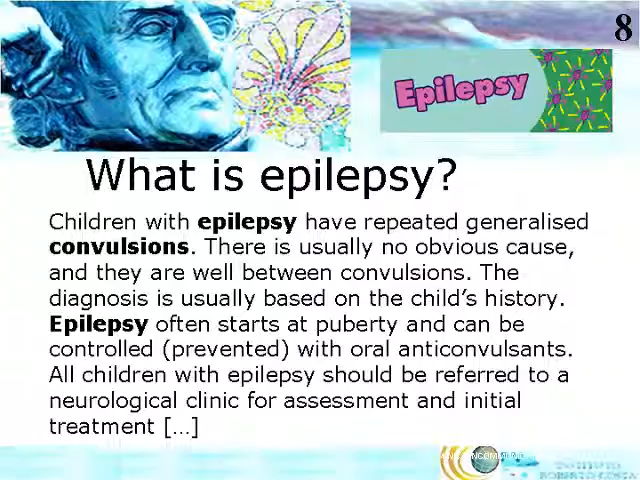 8
Epilepsy
What is epilepsy?
Children with epilepsy have repeated generalised
convulsions. There is usually no obvious cause,
and they are well between convulsions. The
diagnosis is usually based on the child's history.
Epilepsy often starts at puberty and can be
controlled (prevented) with oral anticonvulsants.
All children with epilepsy should be referred to a
neurological clinic for assessment and initial
treatment […]